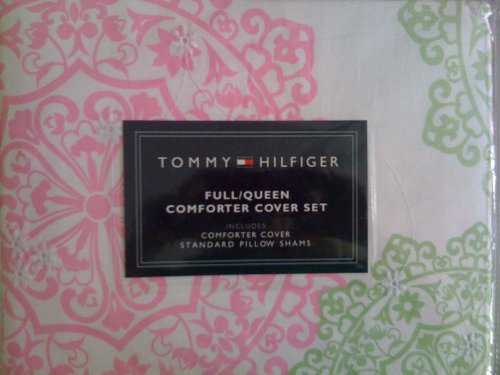 TOMMY HILFIGER
FULL/QUEEN
COMFORTER COVER SET
INCLUDES
COMFORTER COVER
STANDARD PILLOW SHAMS